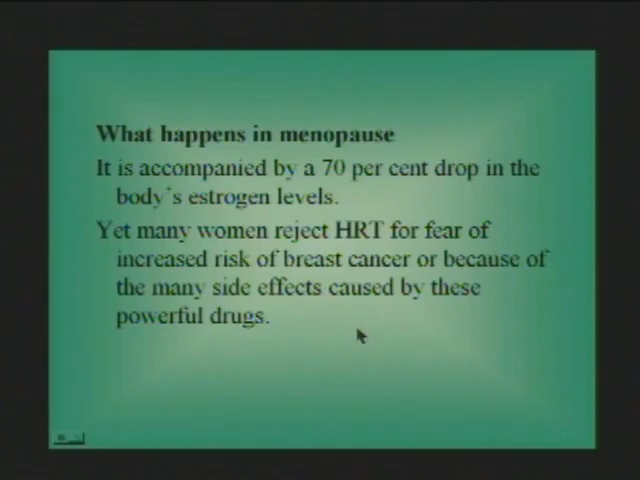 What happens in menopause
It is accompanied by a 70 per cent drop in the
body's estrogen levels.
Yet many women reject HRT for fear of
increased risk of breast cancer or because of
the many side effects caused by these
powerful drugs.